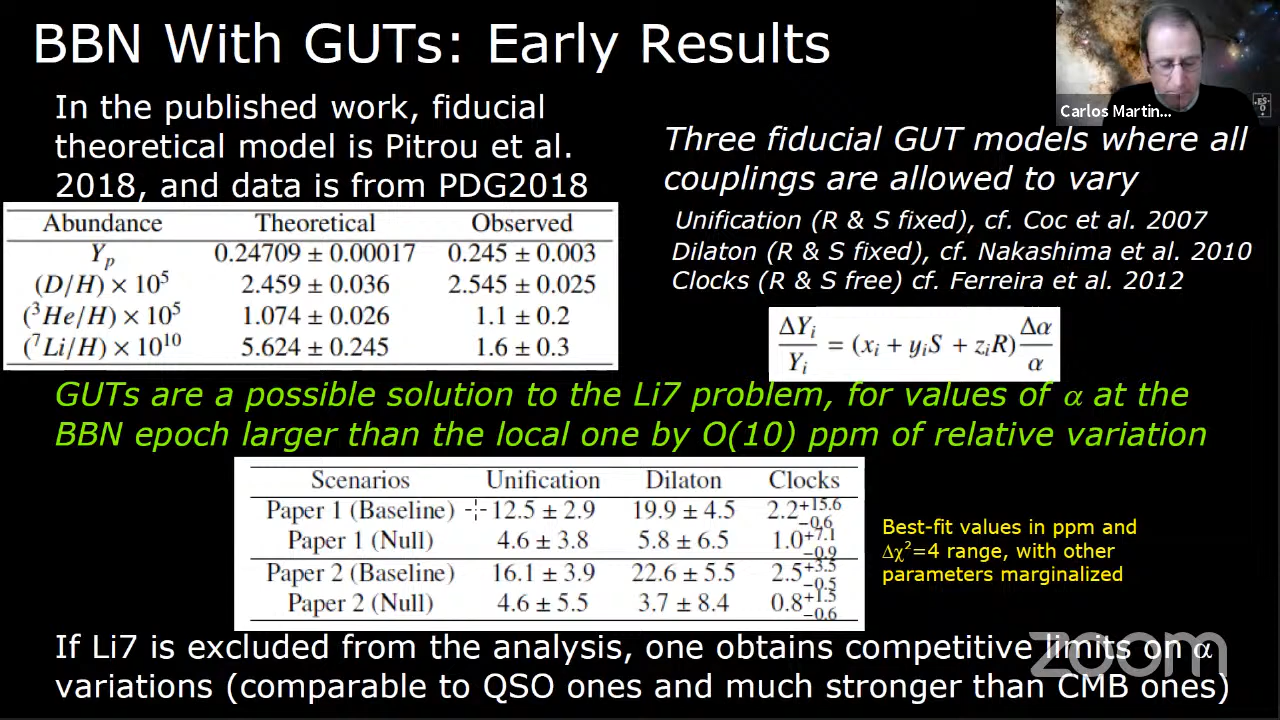 BBN With GUTs: Early Results
Carlos Martin...
ES
O
In the published work, fiducial
theoretical model is Pitrou et al.
2018, and data is from PDG2018
Abundance Theoretical Observed
Yₚ 0.24709 ± 0.00017 0.245 ± 0.003
(D/H) × 10⁵ 2.459 ± 0.036 2.545 ± 0.025
(³He/H) × 10⁵ 1.074 ± 0.026 1.1 ± 0.2
(⁷Li/H) × 10¹⁰ 5.624 ± 0.245 1.6 ± 0.3
Three fiducial GUT models where all
couplings are allowed to vary
Unification (R & S fixed), cf. Coc et al. 2007
Dilaton (R & S fixed), cf. Nakashima et al. 2010
Clocks (R & S free) cf. Ferreira et al. 2012
ΔYᵢ/Yᵢ = (xᵢ + yᵢS + zᵢR) Δα/α
GUTs are a possible solution to the Li7 problem, for values of α at the
BBN epoch larger than the local one by O(10) ppm of relative variation
Scenarios Unification Dilaton Clocks
Paper 1 (Baseline) 12.5 ± 2.9 19.9 ± 4.5 2.2+15.6−0.6
Paper 1 (Null) 4.6 ± 3.8 5.8 ± 6.5 1.0+7.1−0.9
Paper 2 (Baseline) 16.1 ± 3.9 22.6 ± 5.5 2.5+3.5−0.5
Paper 2 (Null) 4.6 ± 5.5 3.7 ± 8.4 0.8+1.5−0.6
Best-fit values in ppm and
Δχ²=4 range, with other
parameters marginalized
If Li7 is excluded from the analysis, one obtains competitive limits on α
variations (comparable to QSO ones and much stronger than CMB ones)
zoom